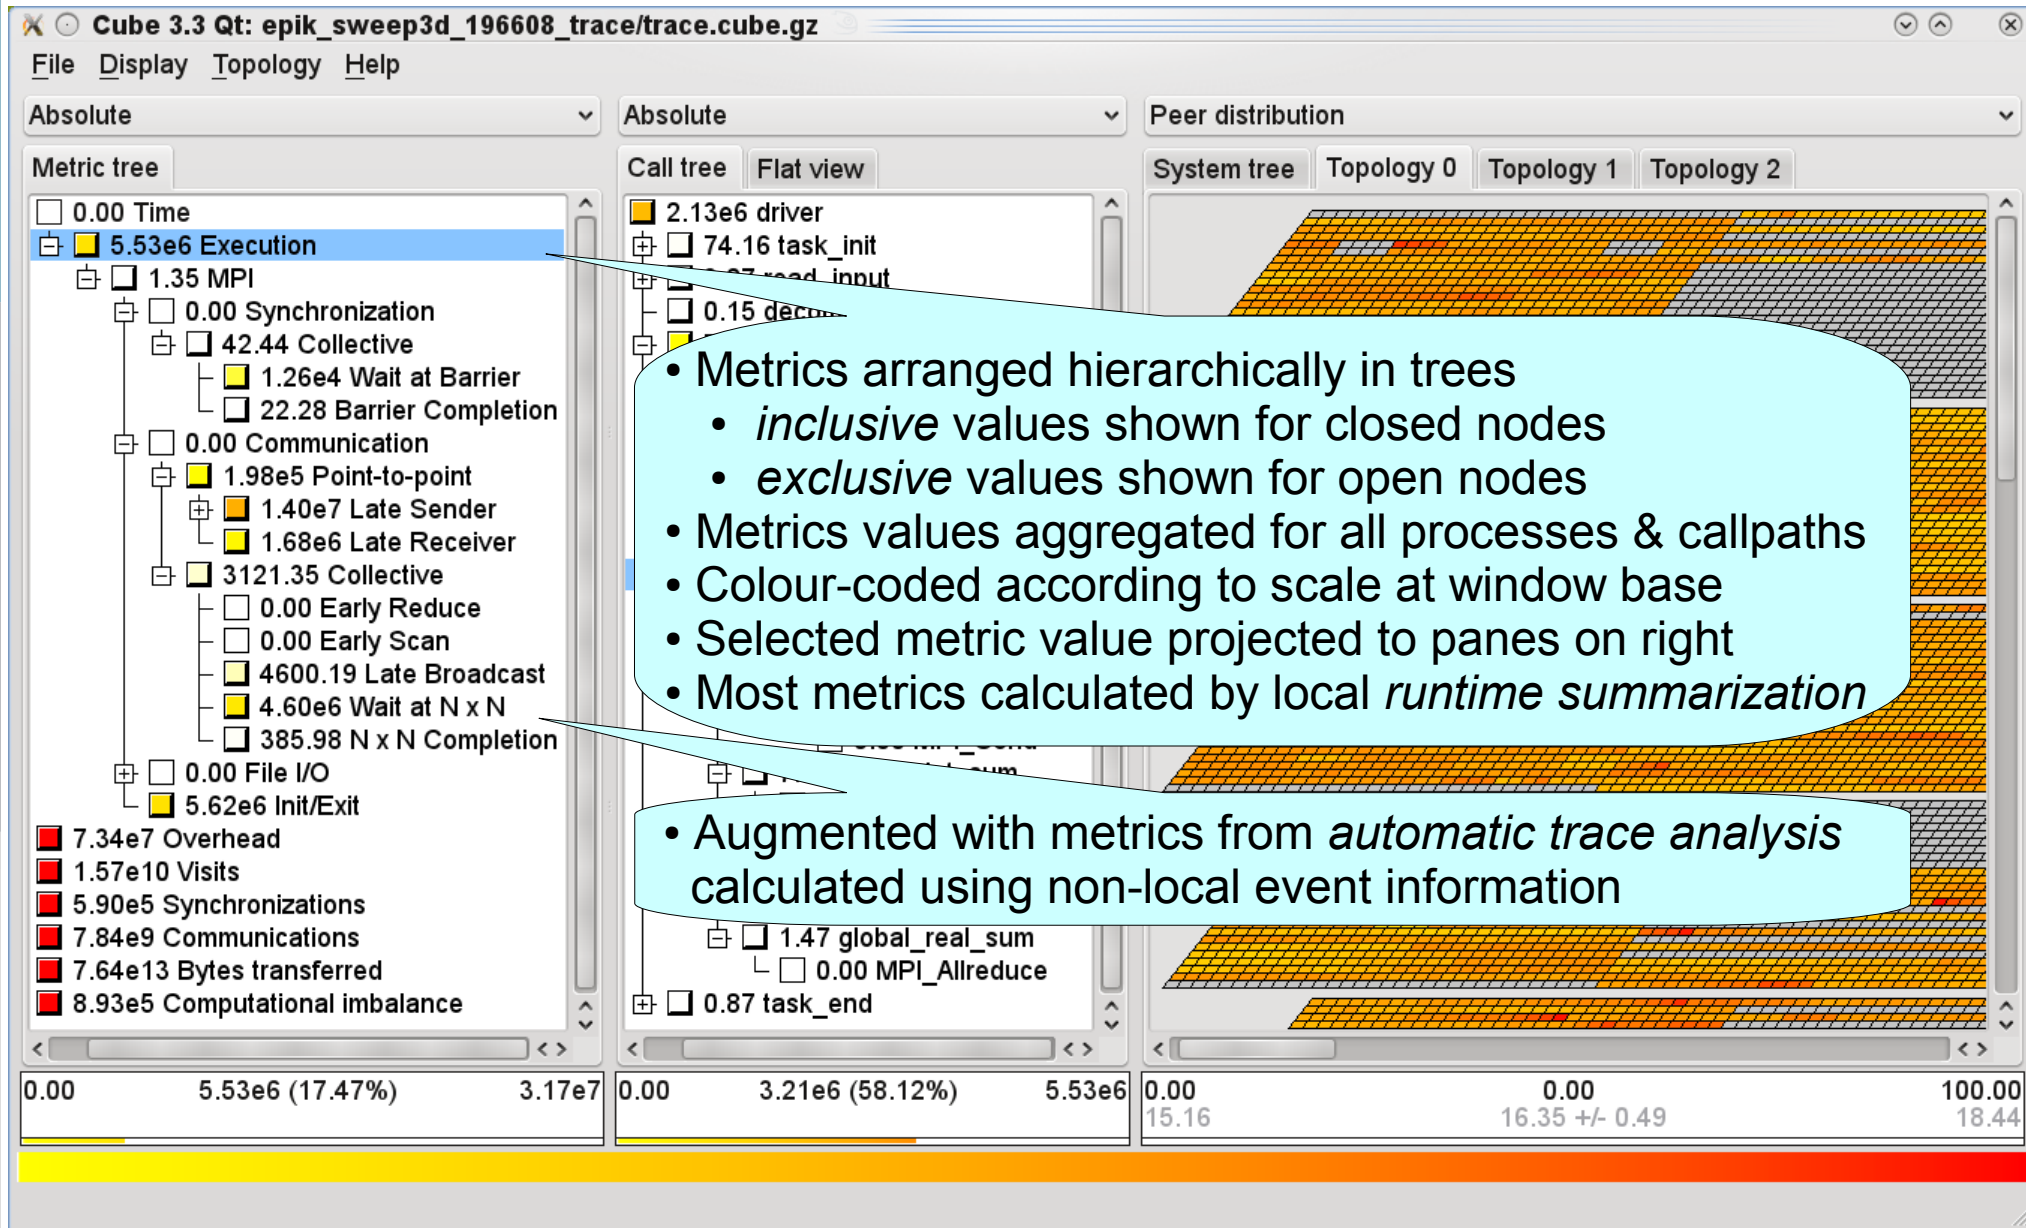 Cube 3.3 Qt: epik_sweep3d_196608_trace/trace.cube.gz
File Display Topology Help
Absolute
Absolute
Peer distribution
Metric tree
Call tree
Flat view
System tree
Topology 0
Topology 1
Topology 2
0.00 Time
5.53e6 Execution
1.35 MPI
0.00 Synchronization
42.44 Collective
1.26e4 Wait at Barrier
22.28 Barrier Completion
0.00 Communication
1.98e5 Point-to-point
1.40e7 Late Sender
1.68e6 Late Receiver
3121.35 Collective
0.00 Early Reduce
0.00 Early Scan
4600.19 Late Broadcast
4.60e6 Wait at N x N
385.98 N x N Completion
0.00 File I/O
5.62e6 Init/Exit
7.34e7 Overhead
1.57e10 Visits
5.90e5 Synchronizations
7.84e9 Communications
7.64e13 Bytes transferred
8.93e5 Computational imbalance
2.13e6 driver
74.16 task_init
read_input
0.15
• Metrics arranged hierarchically in trees
• inclusive values shown for closed nodes
• exclusive values shown for open nodes
• Metrics values aggregated for all processes & callpaths
• Colour-coded according to scale at window base
• Selected metric value projected to panes on right
• Most metrics calculated by local runtime summarization
MPI_Send
• Augmented with metrics from automatic trace analysis
calculated using non-local event information
1.47 global_real_sum
0.00 MPI_Allreduce
0.87 task_end
0.00 5.53e6 (17.47%) 3.17e7
0.00 3.21e6 (58.12%) 5.53e6
0.00 0.00 100.00
15.16 16.35 +/- 0.49 18.44